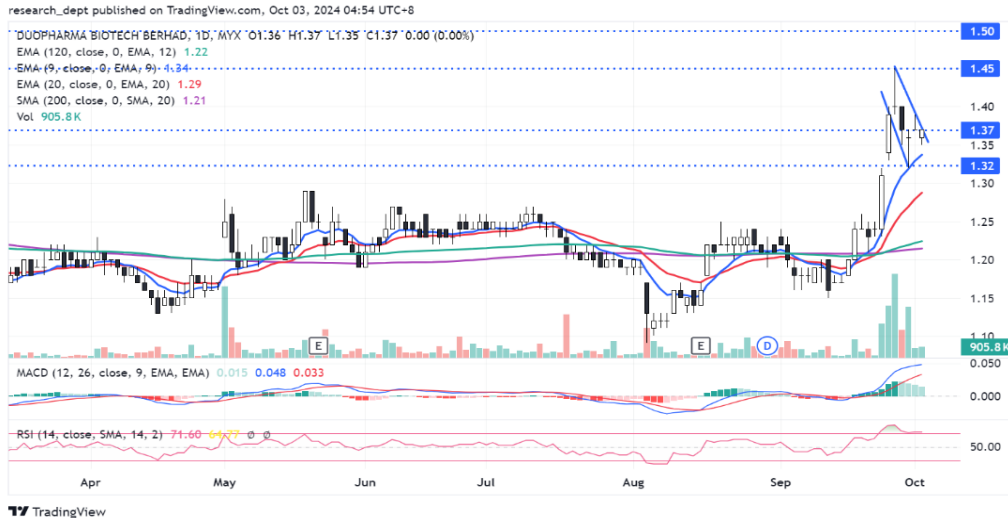 research_dept published on TradingView.com, Oct 03, 2024 04:54 UTC+8
DUOPHARMA BIOTECH BERHAD, 1D, MYX O1.36 H1.37 L1.35 C1.37 0.00 (0.00%)
EMA (120, close, 0, EMA, 12) 1.22
EMA (9, close, 0, EMA, 9) 1.34
EMA (20, close, 0, EMA, 20) 1.29
SMA (200, close, 0, SMA, 20) 1.21
Vol 905.8K
1.50
1.45
1.40
1.37
1.35
1.32
1.30
1.25
1.20
1.15
1.10
E
E
D
905.8K
MACD (12, 26, close, 9, EMA, EMA) 0.015 0.048 0.033
0.050
0.000
RSI (14, close, SMA, 14, 2) 71.60 64.77 Ø Ø
50.00
Apr May Jun Jul Aug Sep Oct
TradingView